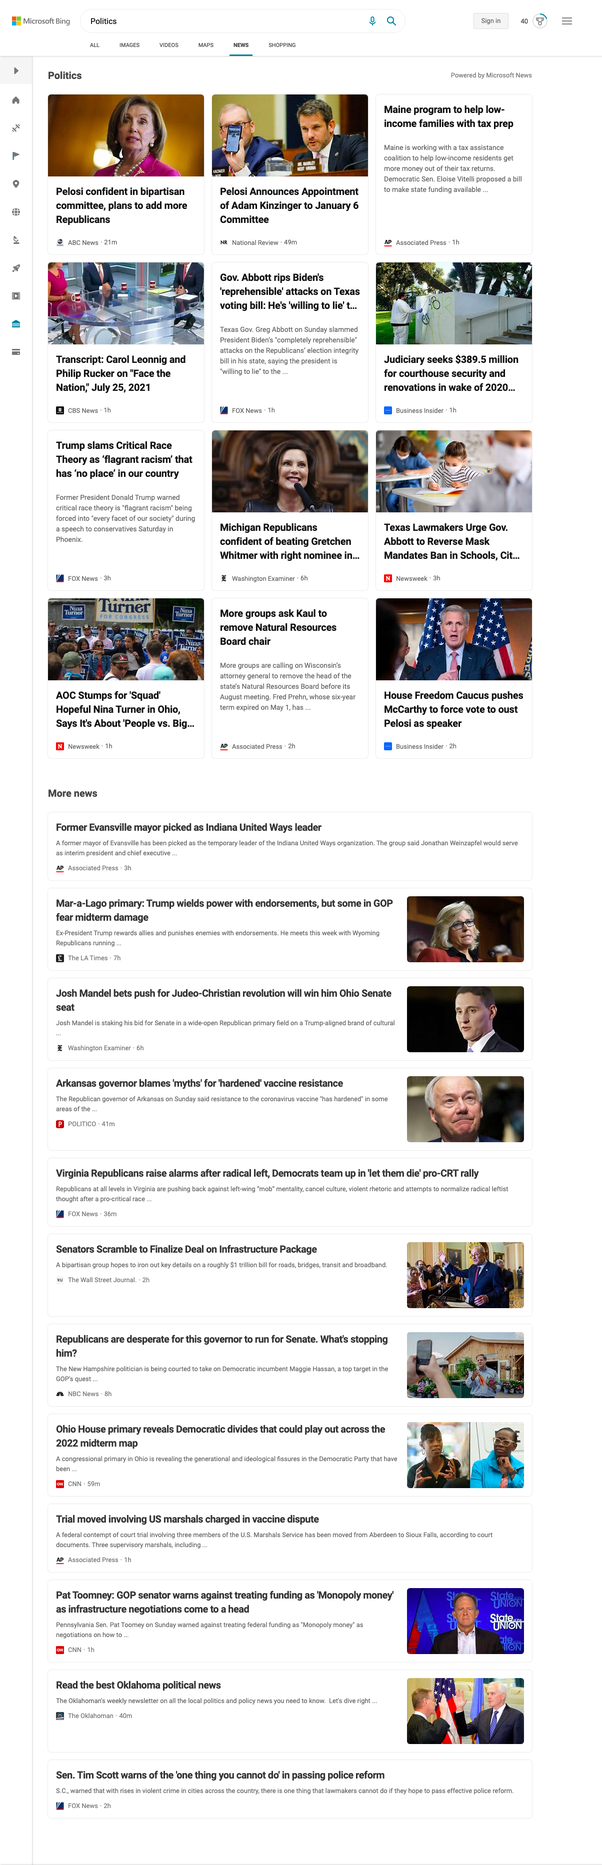 Microsoft Bing
Politics
Sign in
40
ALL IMAGES VIDEOS MAPS NEWS SHOPPING
Politics
Powered by Microsoft News
Pelosi confident in bipartisan
committee, plans to add more
Republicans
ABC News · 21m
Pelosi Announces Appointment
of Adam Kinzinger to January 6
Committee
NR National Review · 49m
Maine program to help low-
income families with tax prep
Maine is working with a tax assistance
coalition to help low-income residents get
more money out of their tax returns.
Democratic Sen. Eloise Vitelli proposed a bill
to make state funding available ...
AP Associated Press · 1h
Transcript: Carol Leonnig and
Philip Rucker on "Face the
Nation," July 25, 2021
CBS News · 1h
Gov. Abbott rips Biden's
'reprehensible' attacks on Texas
voting bill: He's 'willing to lie' t...
Texas Gov. Greg Abbott on Sunday slammed
President Biden's "completely reprehensible"
attacks on the Republicans' election integrity
bill in his state, saying the president is
"willing to lie" to the ...
FOX News · 1h
Judiciary seeks $389.5 million
for courthouse security and
renovations in wake of 2020...
Business Insider · 1h
Trump slams Critical Race
Theory as 'flagrant racism' that
has 'no place' in our country
Former President Donald Trump warned
critical race theory is "flagrant racism" being
forced into "every facet of our society" during
a speech to conservatives Saturday in
Phoenix.
FOX News · 3h
Michigan Republicans
confident of beating Gretchen
Whitmer with right nominee in...
Washington Examiner · 6h
Texas Lawmakers Urge Gov.
Abbott to Reverse Mask
Mandates Ban in Schools, Cit...
N Newsweek · 3h
Nina
Turner
FOR CONGRESS
AOC Stumps for 'Squad'
Hopeful Nina Turner in Ohio,
Says It's About 'People vs. Big...
N Newsweek · 1h
More groups ask Kaul to
remove Natural Resources
Board chair
More groups are calling on Wisconsin's
attorney general to remove the head of the
state's Natural Resources Board before its
August meeting. Fred Prehn, whose six-year
term expired on May 1, has ...
AP Associated Press · 2h
House Freedom Caucus pushes
McCarthy to force vote to oust
Pelosi as speaker
Business Insider · 2h
More news
Former Evansville mayor picked as Indiana United Ways leader
A former mayor of Evansville has been picked as the temporary leader of the Indiana United Ways organization. The group said Jonathan Weinzapfel would serve
as interim president and chief executive ...
AP Associated Press · 3h
Mar-a-Lago primary: Trump wields power with endorsements, but some in GOP
fear midterm damage
Ex-President Trump rewards allies and punishes enemies with endorsements. He meets this week with Wyoming
Republicans running ...
The LA Times · 7h
Josh Mandel bets push for Judeo-Christian revolution will win him Ohio Senate
seat
Josh Mandel is staking his bid for Senate in a wide-open Republican primary field on a Trump-aligned brand of cultural
...
Washington Examiner · 6h
Arkansas governor blames 'myths' for 'hardened' vaccine resistance
The Republican governor of Arkansas on Sunday said resistance to the coronavirus vaccine "has hardened" in some
areas of the ...
P POLITICO · 41m
Virginia Republicans raise alarms after radical left, Democrats team up in 'let them die' pro-CRT rally
Republicans at all levels in Virginia are pushing back against left-wing "mob" mentality, cancel culture, violent rhetoric and attempts to normalize radical leftist
thought after a pro-critical race ...
FOX News · 36m
Senators Scramble to Finalize Deal on Infrastructure Package
A bipartisan group hopes to iron out key details on a roughly $1 trillion bill for roads, bridges, transit and broadband.
WSJ The Wall Street Journal. · 2h
Republicans are desperate for this governor to run for Senate. What's stopping
him?
The New Hampshire politician is being courted to take on Democratic incumbent Maggie Hassan, a top target in the
GOP's quest ...
NBC News · 8h
Ohio House primary reveals Democratic divides that could play out across the
2022 midterm map
A congressional primary in Ohio is revealing the generational and ideological fissures in the Democratic Party that have
been ...
CNN CNN · 59m
Trial moved involving US marshals charged in vaccine dispute
A federal contempt of court trial involving three members of the U.S. Marshals Service has been moved from Aberdeen to Sioux Falls, according to court
documents. Three supervisory marshals, including ...
AP Associated Press · 1h
Pat Toomney: GOP senator warns against treating funding as 'Monopoly money'
as infrastructure negotiations come to a head
Pennsylvania Sen. Pat Toomey on Sunday warned against treating federal funding as "Monopoly money" as
negotiations on how to ...
CNN CNN · 1h
State
UNION
Read the best Oklahoma political news
The Oklahoman's weekly newsletter on all the local politics and policy news you need to know. Let's dive right ...
The Oklahoman · 40m
Sen. Tim Scott warns of the 'one thing you cannot do' in passing police reform
S.C., warned that with rises in violent crime in cities across the country, there is one thing that lawmakers cannot do if they hope to pass effective police reform.
FOX News · 2h